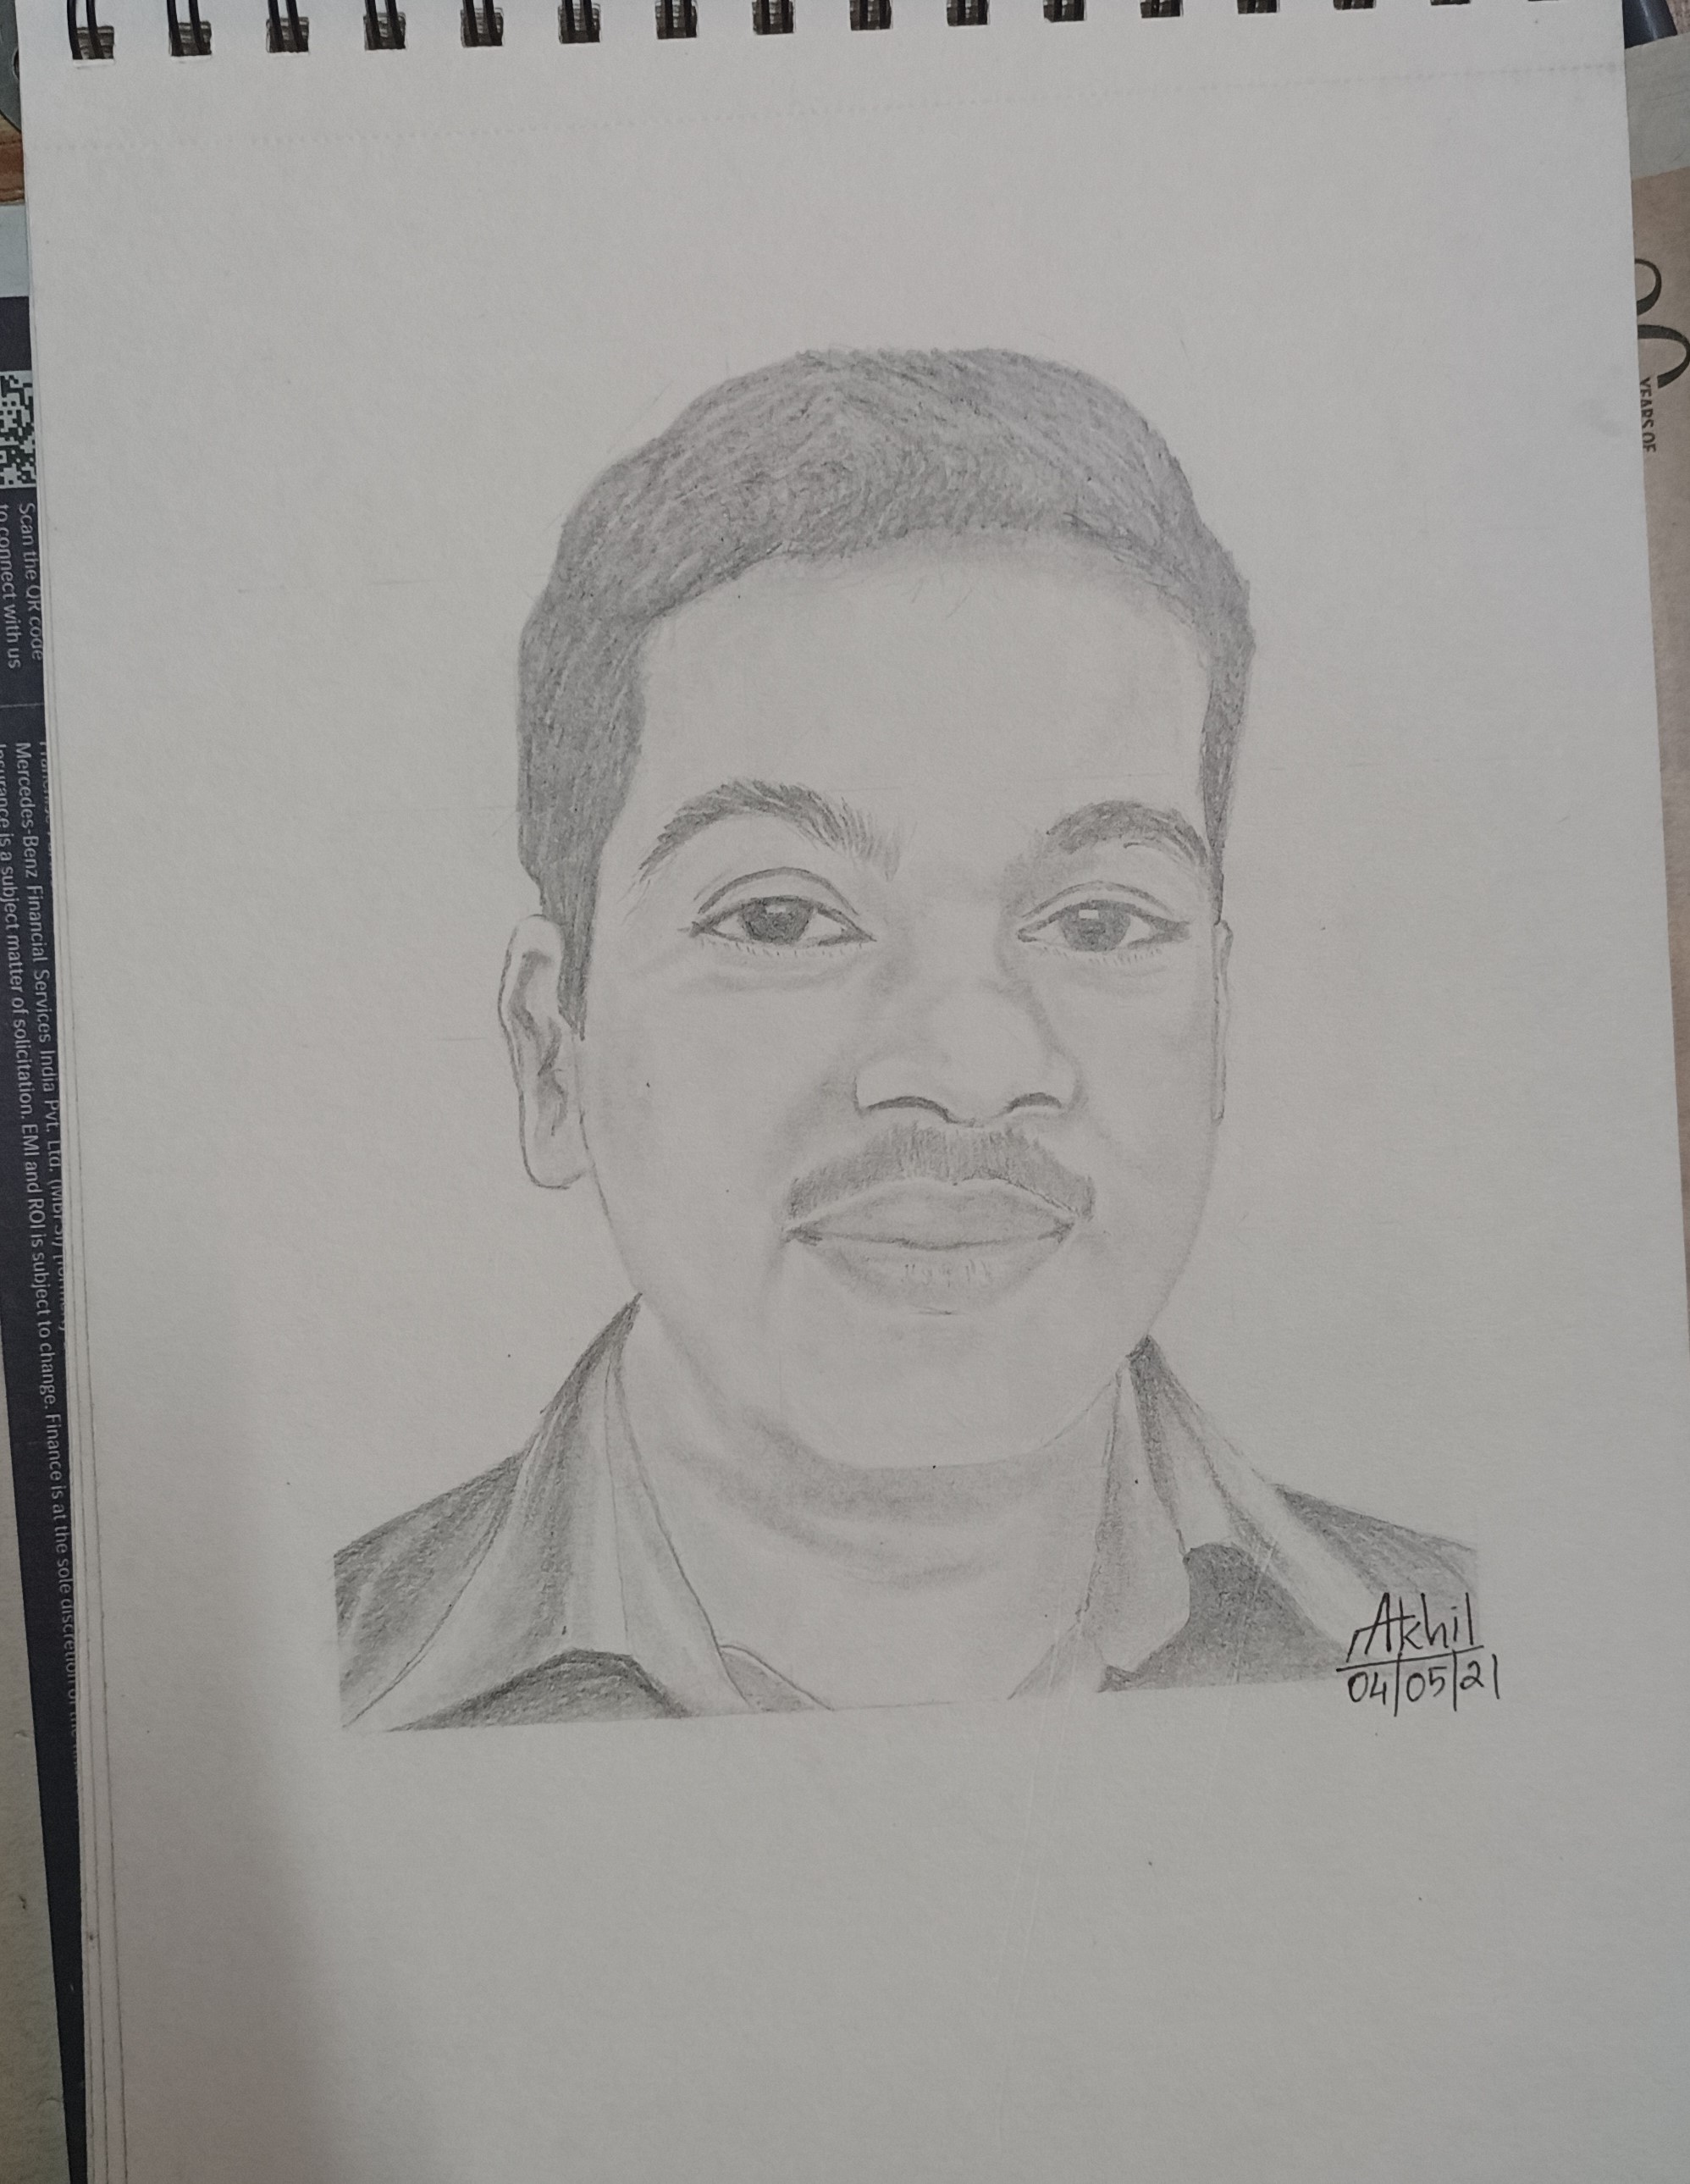 Akhil
04/05/21
Scan the QR code
to connect with us
Mercedes-Benz Financial Services India Pvt. Ltd.
is a subject matter of solicitation. EMI and ROI is subject to change. Finance is at the sole discretion
YEARS OF